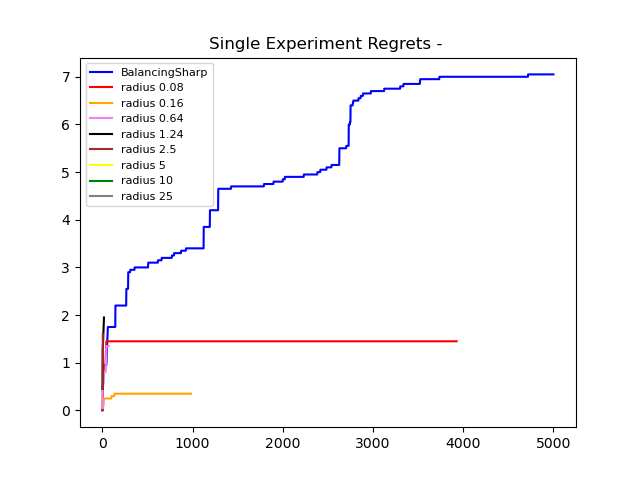 Single Experiment Regrets -
BalancingSharp
radius 0.08
radius 0.16
radius 0.64
radius 1.24
radius 2.5
radius 5
radius 10
radius 25
7
6
5
4
3
2
1
0
0 1000 2000 3000 4000 5000